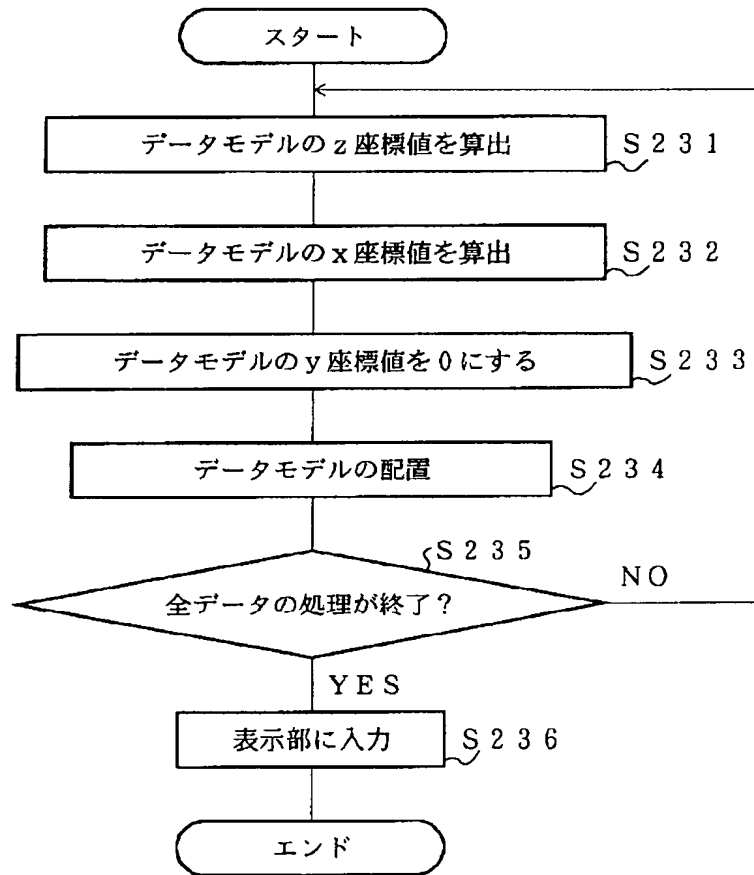 スタート
データモデルのz座標値を算出 S231
データモデルのx座標値を算出 S232
データモデルのy座標値を0にする S233
データモデルの配置 S234
S235
全データの処理が終了?
NO
YES
表示部に入力 S236
エンド